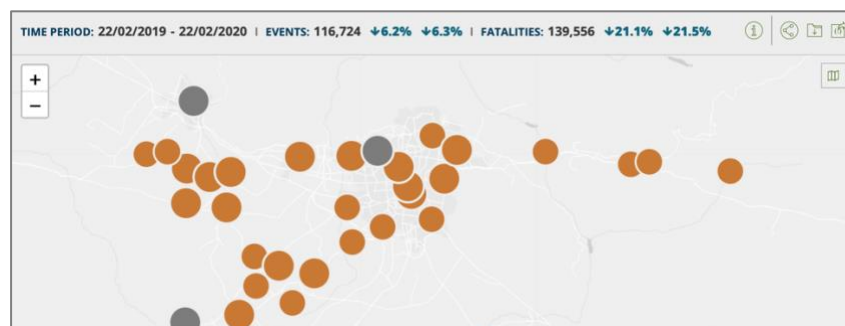 TIME PERIOD: 22/02/2019 - 22/02/2020 | EVENTS: 116,724 ↓6.2% ↓6.3% | FATALITIES: 139,556 ↓21.1% ↓21.5%
+
−